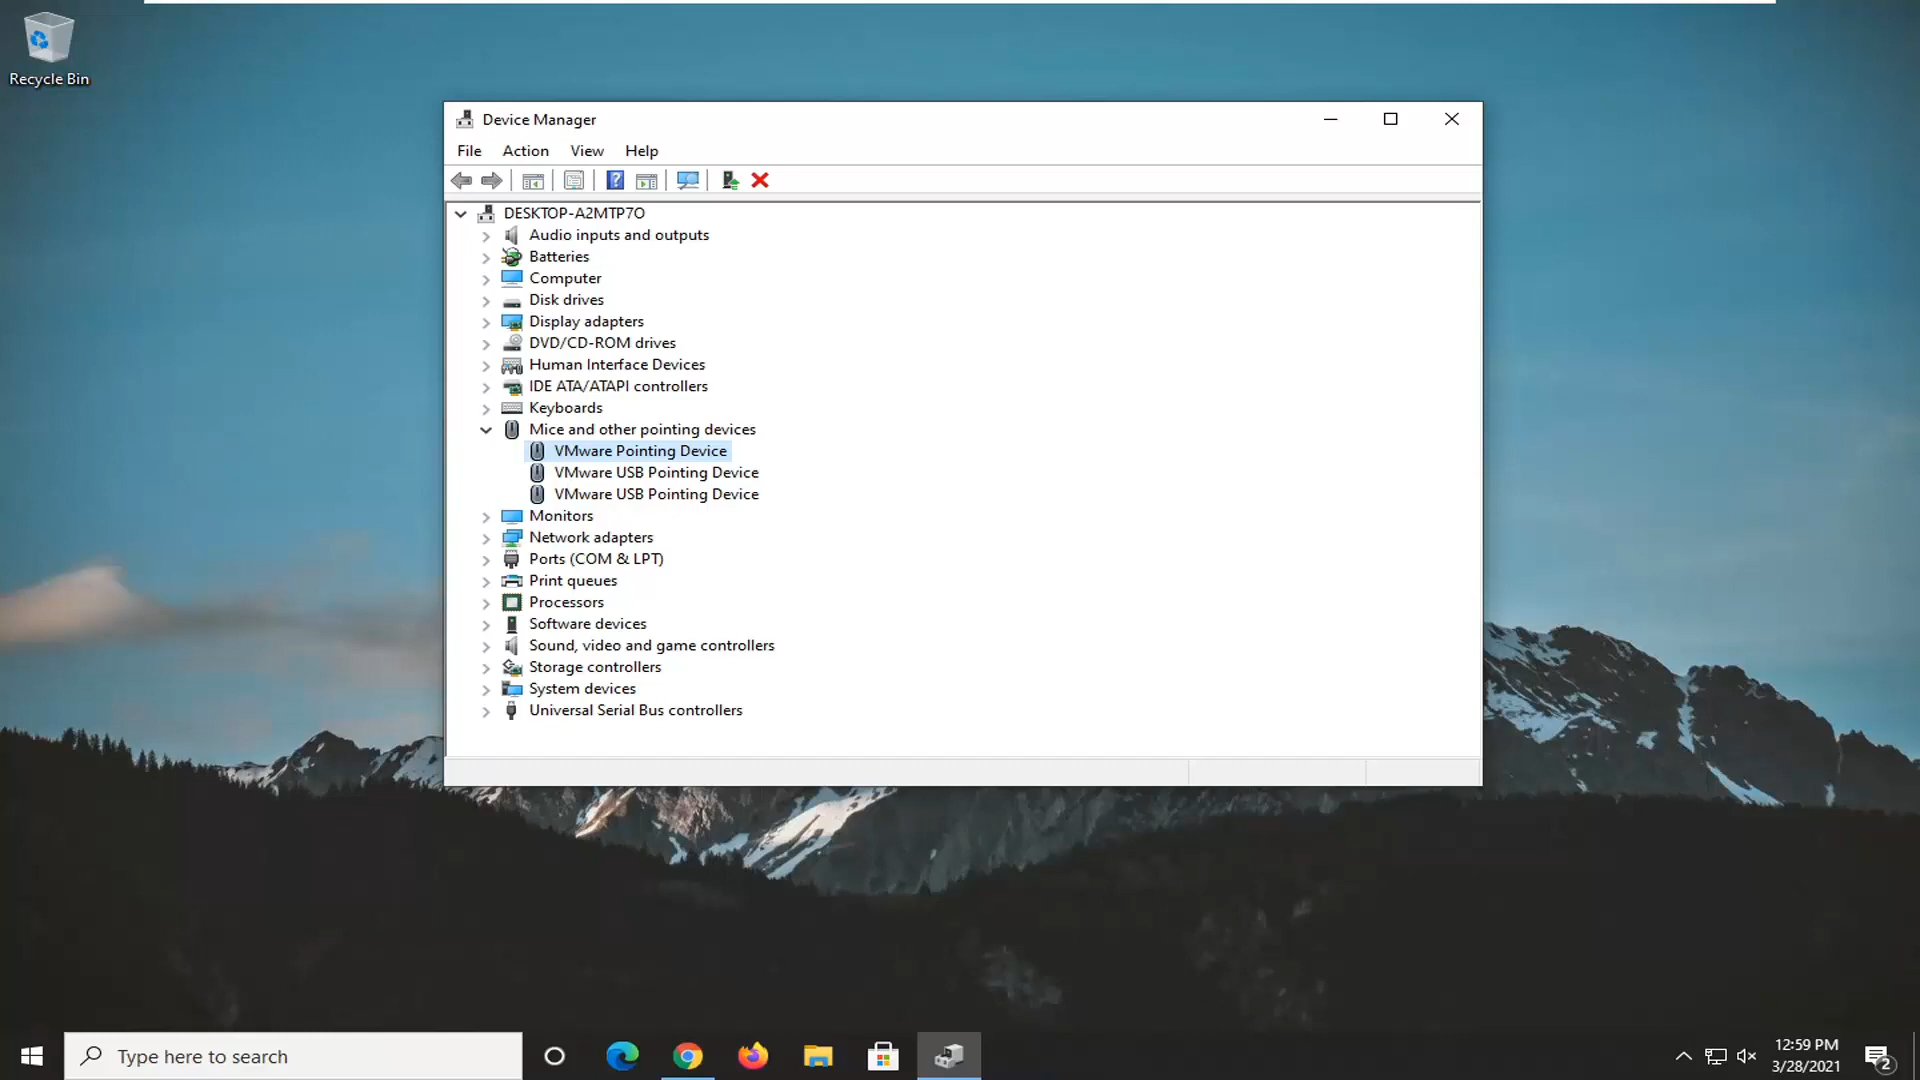 Recycle Bin
Device Manager
File Action View Help
DESKTOP-A2MTP7O
Audio inputs and outputs
Batteries
Computer
Disk drives
Display adapters
DVD/CD-ROM drives
Human Interface Devices
IDE ATA/ATAPI controllers
Keyboards
Mice and other pointing devices
VMware Pointing Device
VMware USB Pointing Device
VMware USB Pointing Device
Monitors
Network adapters
Ports (COM & LPT)
Print queues
Processors
Software devices
Sound, video and game controllers
Storage controllers
System devices
Universal Serial Bus controllers
Type here to search
12:59 PM
3/28/2021
2